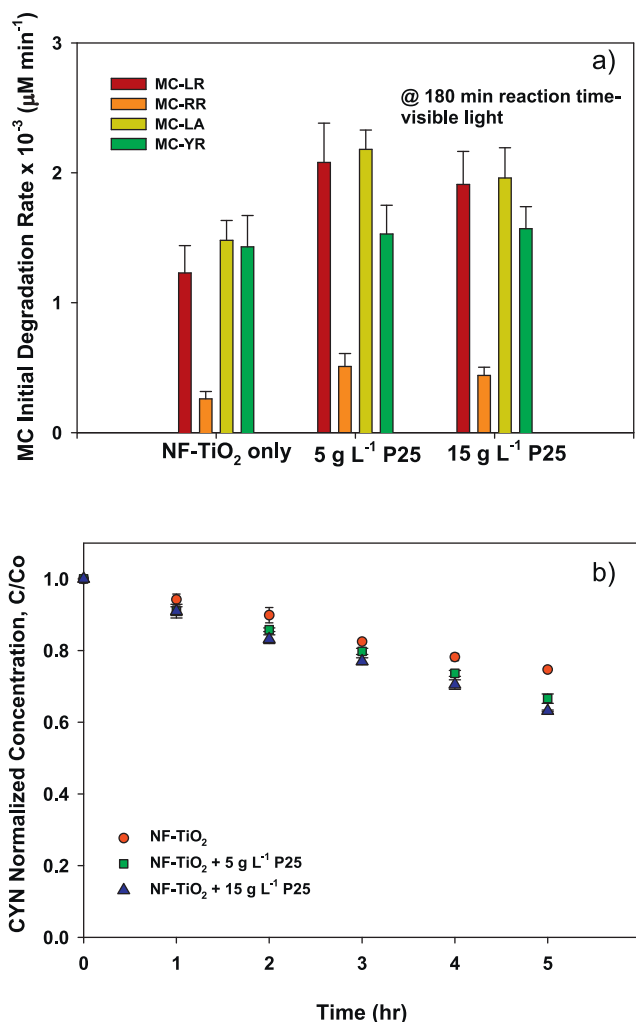 a)
3
2
1
0
MC Initial Degradation Rate x 10⁻³ (µM min⁻¹)
MC-LR
MC-RR
MC-LA
MC-YR
@ 180 min reaction time-
visible light
NF-TiO₂ only
5 g L⁻¹ P25
15 g L⁻¹ P25
b)
1.0
0.8
0.6
0.4
0.2
0.0
CYN Normalized Concentration, C/Co
NF-TiO₂
NF-TiO₂ + 5 g L⁻¹ P25
NF-TiO₂ + 15 g L⁻¹ P25
0 1 2 3 4 5
Time (hr)